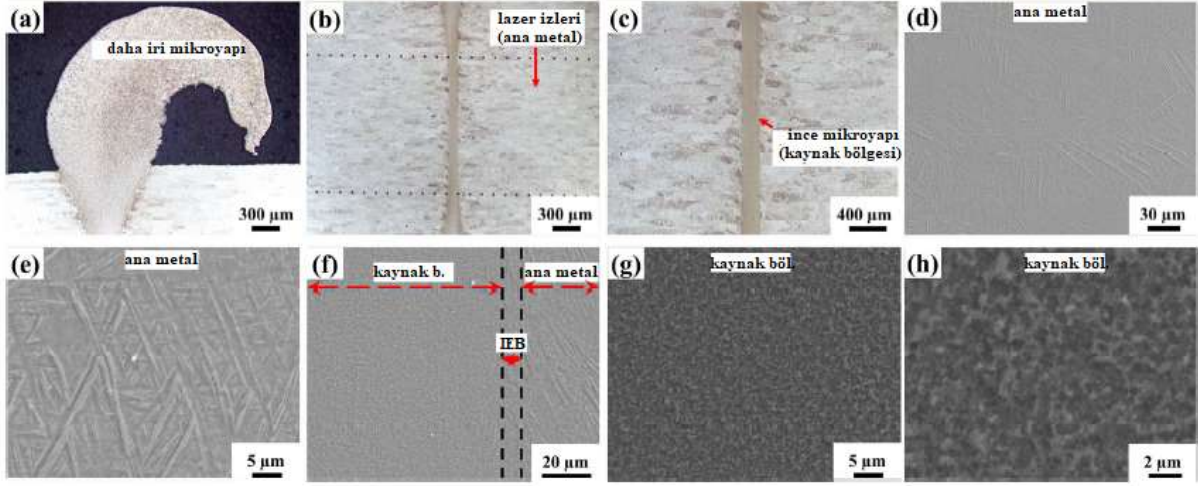 (a)
daha iri mikroyapı
300 µm
(b)
lazer izleri
(ana metal)
300 µm
(c)
ince mikroyapı
(kaynak bölgesi)
400 µm
(d)
ana metal
30 µm
(e)
ana metal
5 µm
(f)
kaynak b.
ana metal
IEB
20 µm
(g)
kaynak böl.
5 µm
(h)
kaynak böl.
2 µm